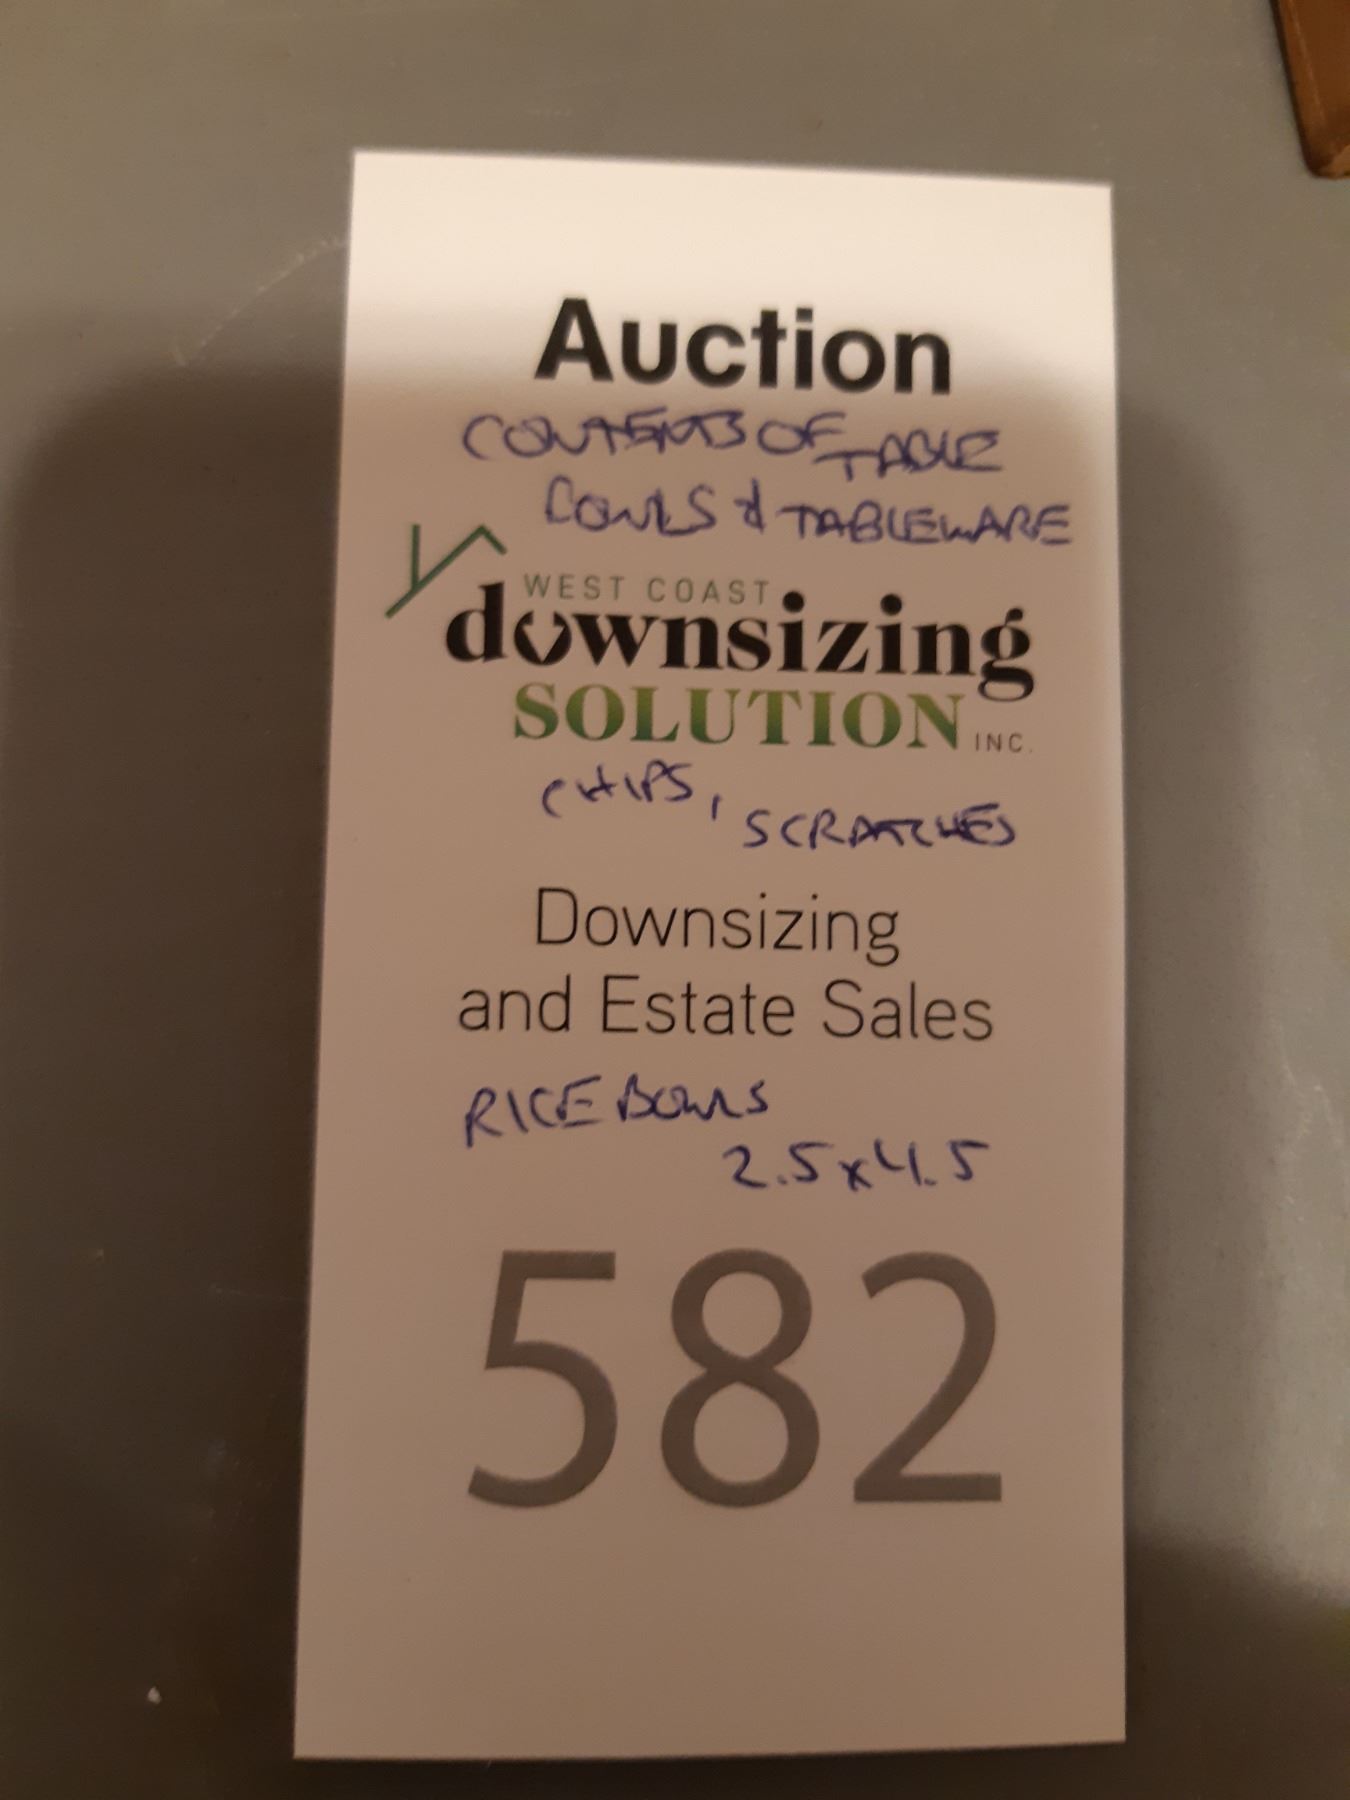 Auction
CONTENTS OF TABLE
BOWLS & TABLEWARE
WEST COAST
downsizing
SOLUTION INC.
CHIPS, SCRATCHES
Downsizing
and Estate Sales
RICE BOWLS
2.5x4.5
582